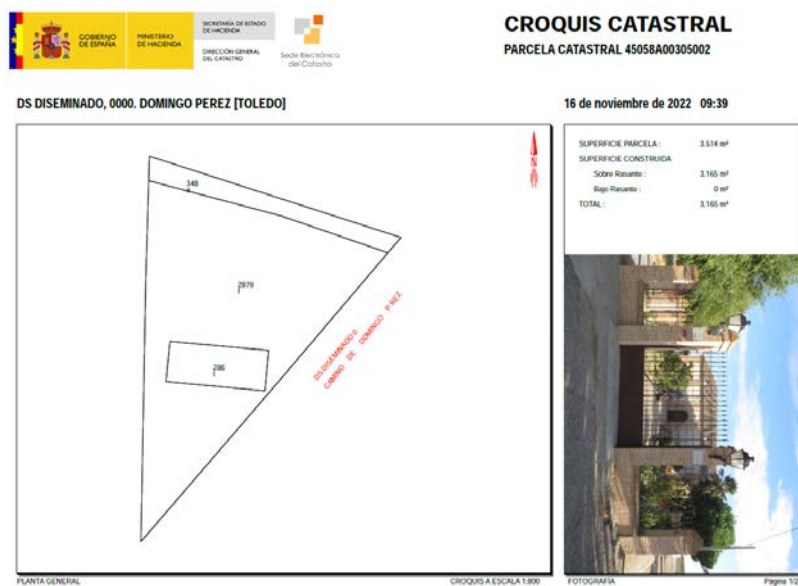 GOBIERNO
DE ESPAÑA
MINISTERIO
DE HACIENDA
SECRETARÍA DE ESTADO
DE HACIENDA
DIRECCIÓN GENERAL
DEL CATASTRO
Sede Electrónica
del Catastro
CROQUIS CATASTRAL
PARCELA CATASTRAL 45058A00305002
DS DISEMINADO, 0000. DOMINGO PEREZ [TOLEDO]
16 de noviembre de 2022 09:39
348
2879
I
286
I
DS DISEMINADO 0
CAMINO DE DOMINGO P REZ
SUPERFICIE PARCELA : 3.514 m²
SUPERFICIE CONSTRUIDA
Sobre Rasante : 3.165 m²
Bajo Rasante : 0 m²
TOTAL : 3.165 m²
PLANTA GENERAL
CROQUIS A ESCALA 1:800
FOTOGRAFÍA
Página 1/2